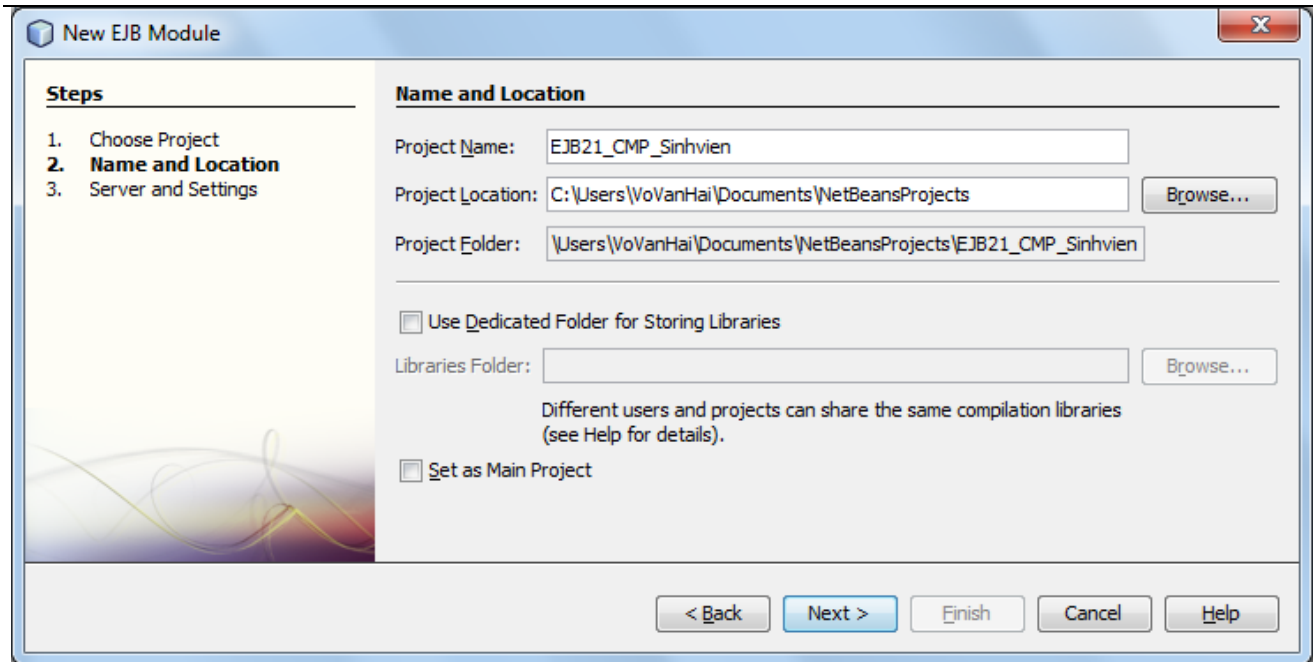 New EJB Module
Steps
1. Choose Project
2. Name and Location
3. Server and Settings
Name and Location
Project Name: EJB21_CMP_Sinhvien
Project Location: C:\Users\VoVanHai\Documents\NetBeansProjects Browse...
Project Folder: \Users\VoVanHai\Documents\NetBeansProjects\EJB21_CMP_Sinhvien
Use Dedicated Folder for Storing Libraries
Libraries Folder: Browse...
Different users and projects can share the same compilation libraries
(see Help for details).
Set as Main Project
< Back Next > Finish Cancel Help